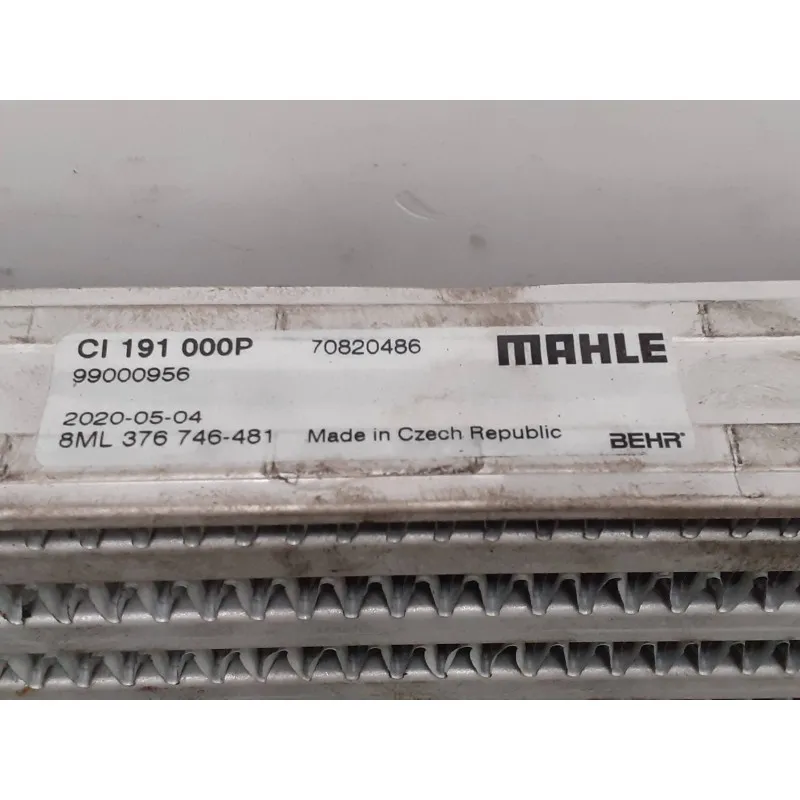 CI 191 000P 70820486 MAHLE
99000956
2020-05-04
8ML 376 746-481 Made in Czech Republic BEHR